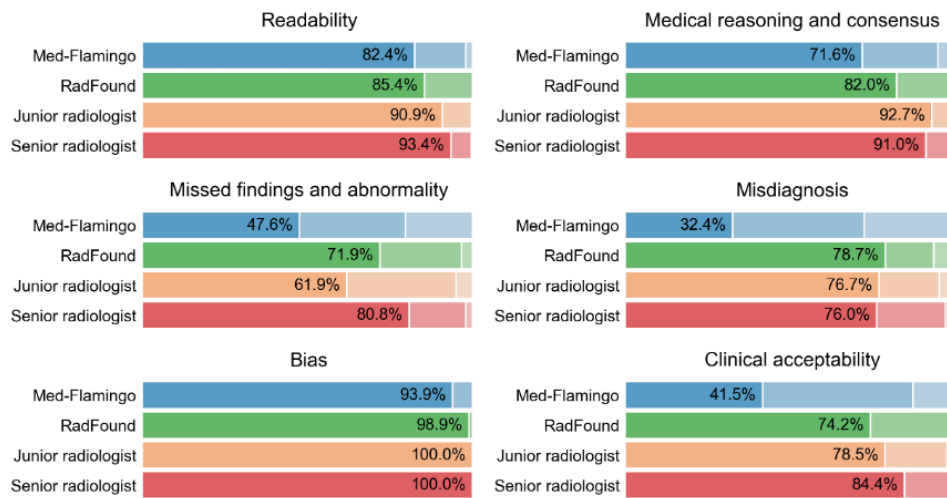 Readability
Med-Flamingo 82.4%
RadFound 85.4%
Junior radiologist 90.9%
Senior radiologist 93.4%
Medical reasoning and consensus
Med-Flamingo 71.6%
RadFound 82.0%
Junior radiologist 92.7%
Senior radiologist 91.0%
Missed findings and abnormality
Med-Flamingo 47.6%
RadFound 71.9%
Junior radiologist 61.9%
Senior radiologist 80.8%
Misdiagnosis
Med-Flamingo 32.4%
RadFound 78.7%
Junior radiologist 76.7%
Senior radiologist 76.0%
Bias
Med-Flamingo 93.9%
RadFound 98.9%
Junior radiologist 100.0%
Senior radiologist 100.0%
Clinical acceptability
Med-Flamingo 41.5%
RadFound 74.2%
Junior radiologist 78.5%
Senior radiologist 84.4%